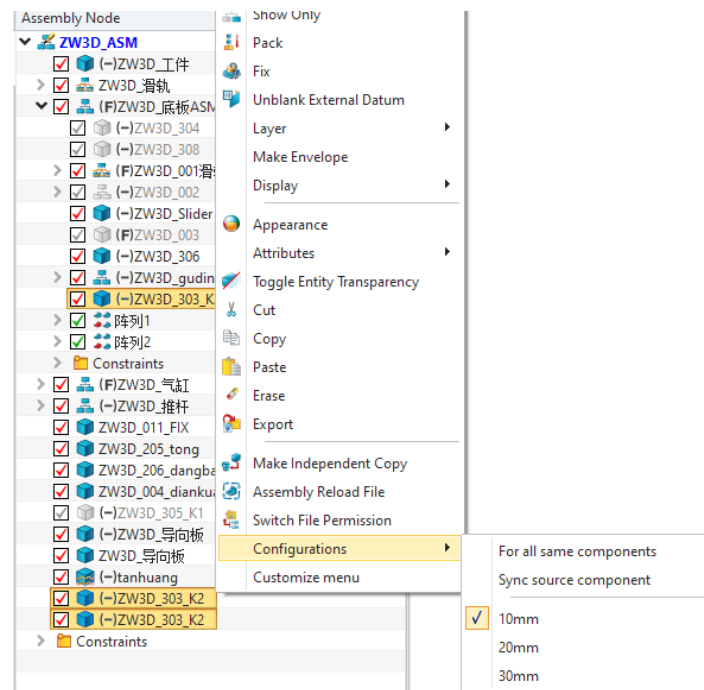 Assembly Node
ZW3D_ASM
(−)ZW3D_工件
ZW3D_滑轨
(F)ZW3D_底板ASM
(−)ZW3D_304
(−)ZW3D_308
(F)ZW3D_001滑
(−)ZW3D_002
(−)ZW3D_Slider
(F)ZW3D_003
(−)ZW3D_306
(−)ZW3D_gudin
(−)ZW3D_303_K
阵列1
阵列2
Constraints
(F)ZW3D_气缸
(−)ZW3D_推杆
ZW3D_011_FIX
ZW3D_205_tong
ZW3D_206_dangba
ZW3D_004_diankua
(−)ZW3D_305_K1
(−)ZW3D_导向板
ZW3D_导向板
(−)tanhuang
(−)ZW3D_303_K2
(−)ZW3D_303_K2
Constraints
Show Only
Pack
Fix
Unblank External Datum
Layer
Make Envelope
Display
Appearance
Attributes
Toggle Entity Transparency
Cut
Copy
Paste
Erase
Export
Make Independent Copy
Assembly Reload File
Switch File Permission
Configurations
Customize menu
For all same components
Sync source component
10mm
20mm
30mm